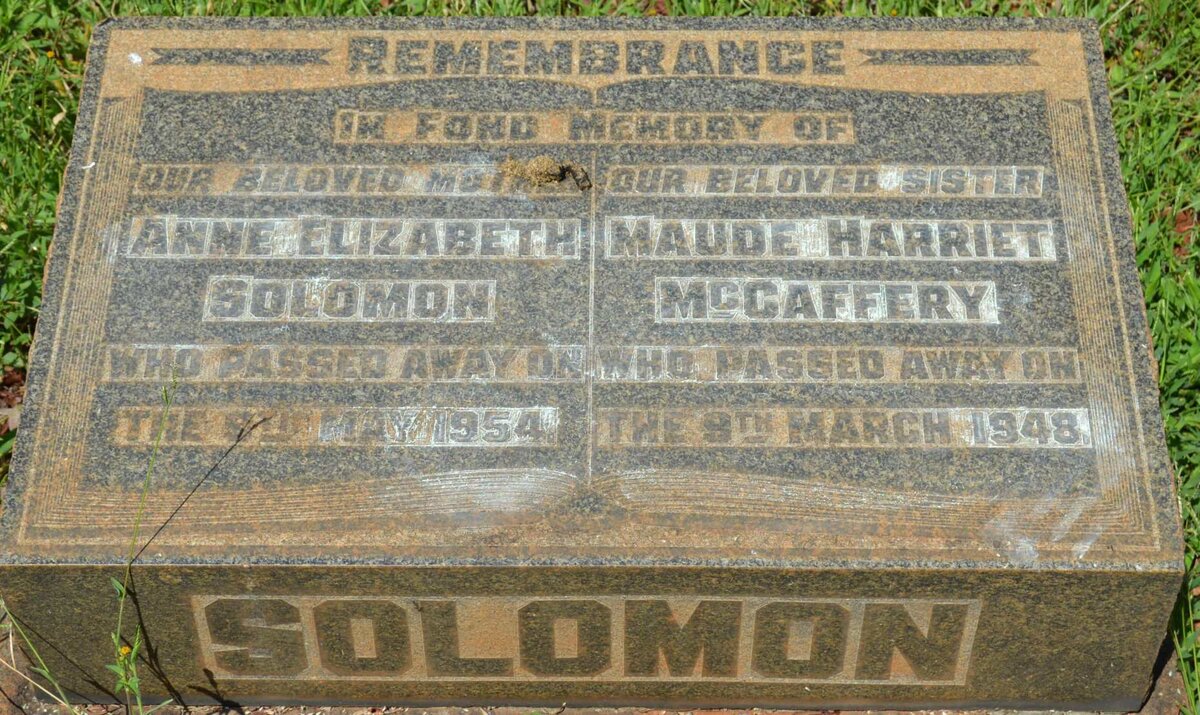 REMEMBRANCE
IN FOND MEMORY OF
OUR BELOVED
ANNE ELIZABETH
SOLOMON
WHO PASSED AWAY ON
THE MAY 1954
OUR BELOVED SISTER
MAUDE HARRIET
McCAFFERY
WHO PASSED AWAY ON
THE 9TH MARCH 1948
SOLOMON